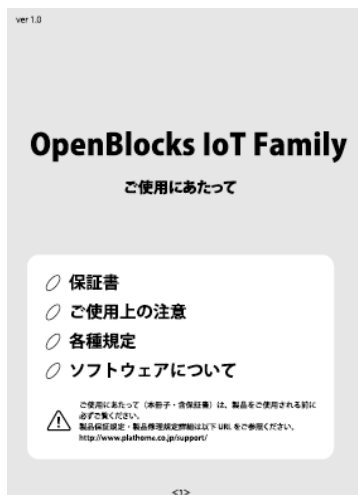 ver 1.0
OpenBlocks IoT Family
ご使用にあたって
保証書
ご使用上の注意
各種規定
ソフトウェアについて
ご使用にあたって（本冊子・含保証書）は、製品をご使用される前に
必ずご覧ください。
製品保証規定・製品修理規定詳細は以下 URL をご参照ください。
http://www.plathome.co.jp/support/
<1>